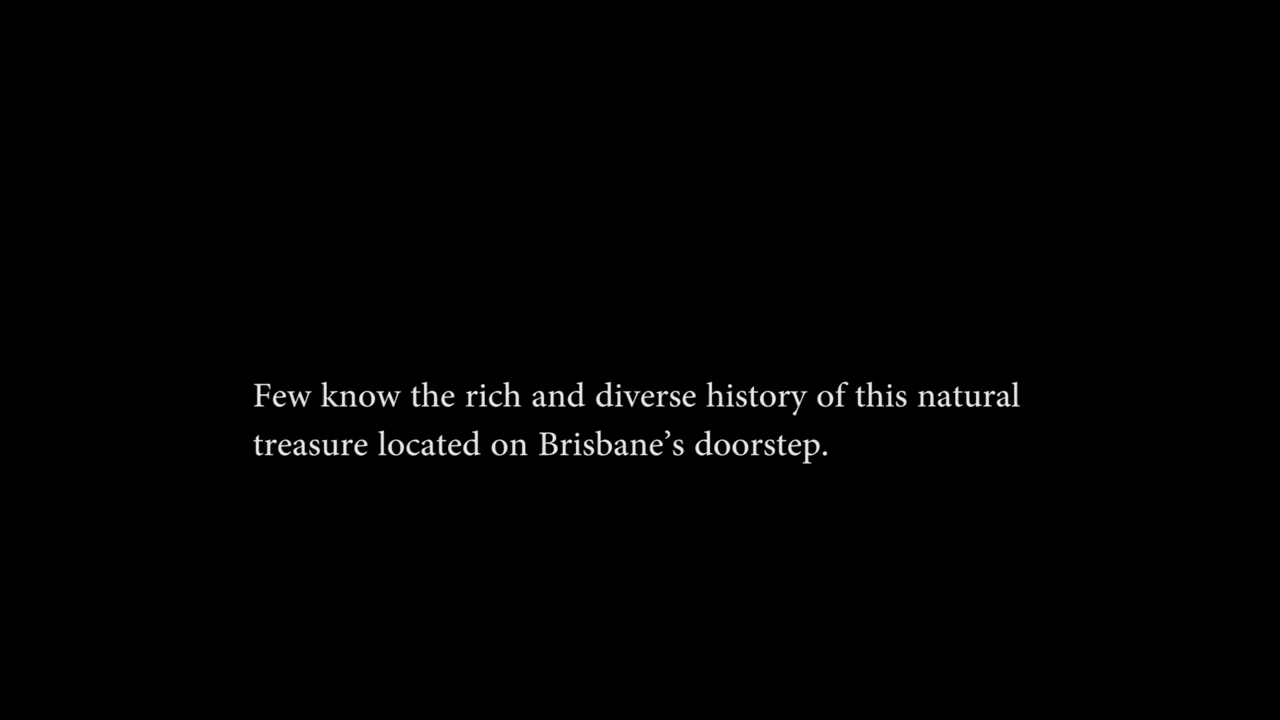 Few know the rich and diverse history of this natural
treasure located on Brisbane’s doorstep.